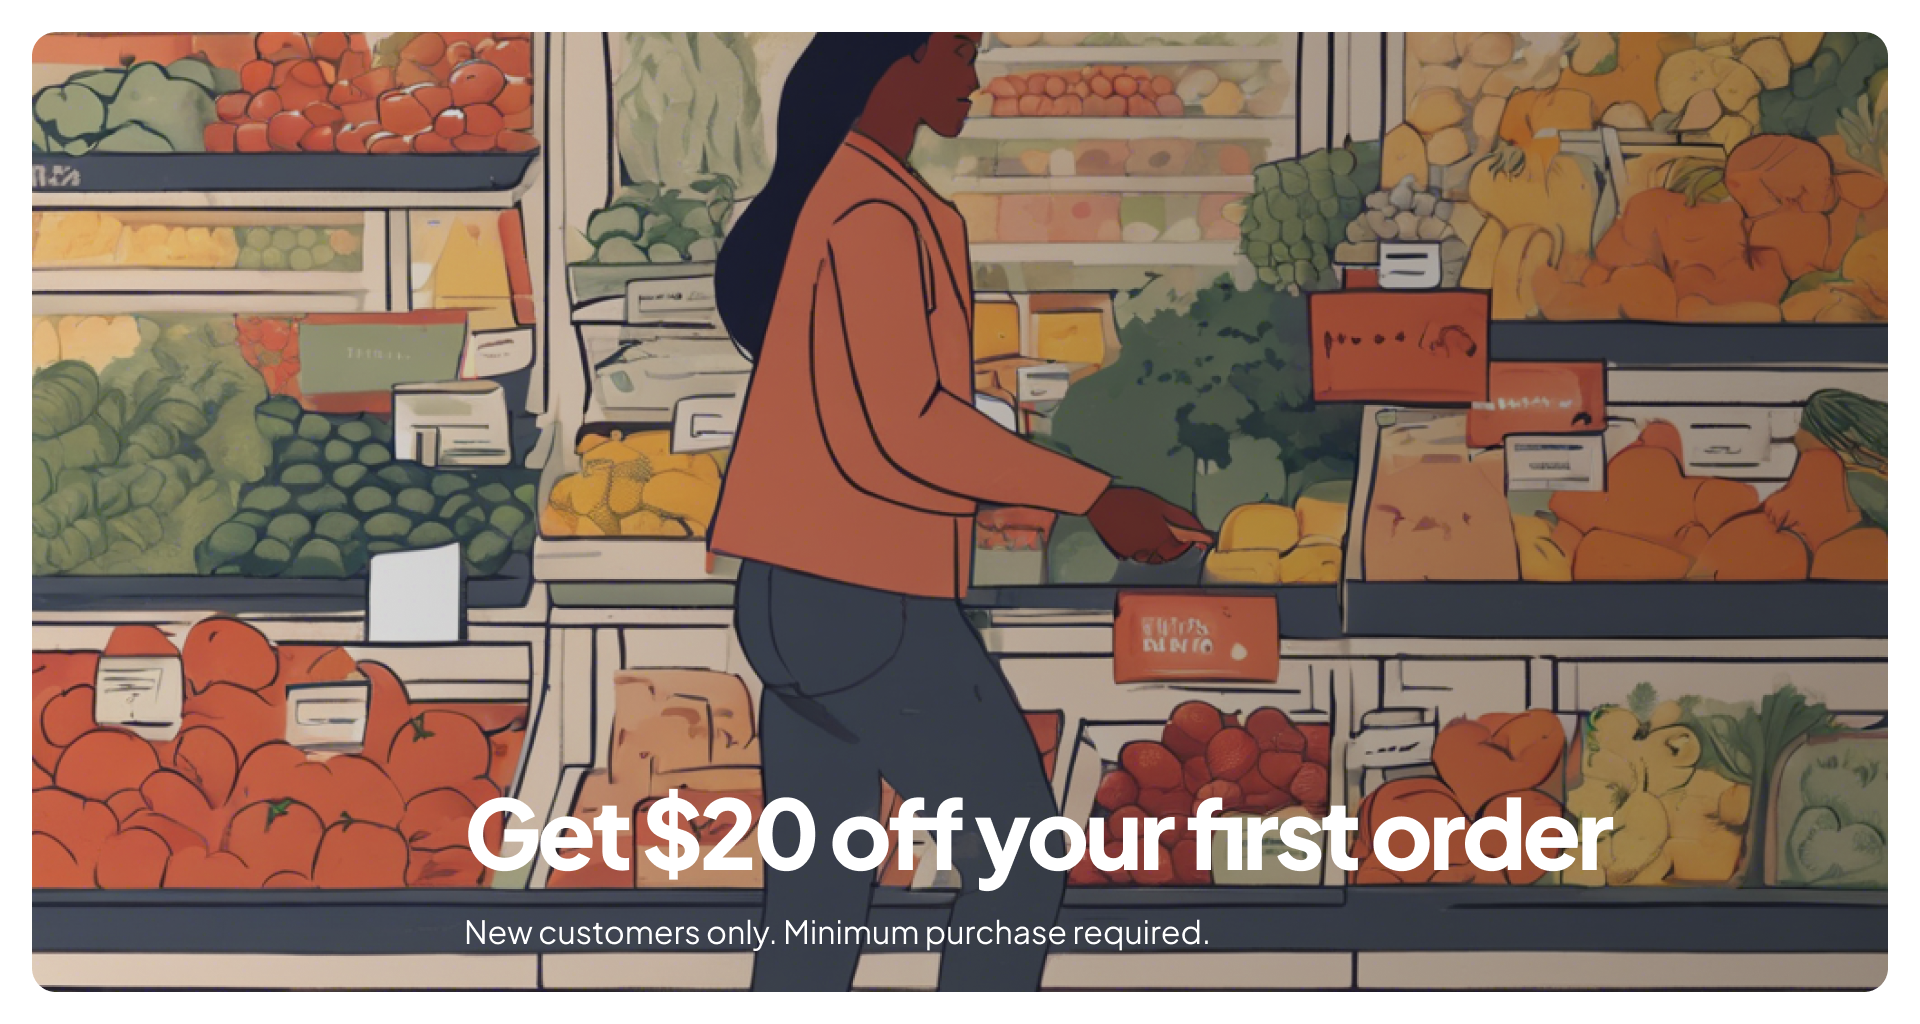 Get $20 off your first order
New customers only. Minimum purchase required.